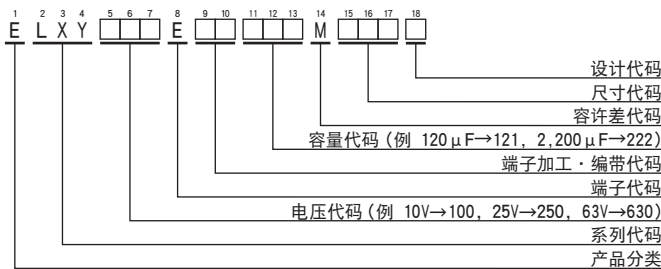 1 2 3 4 5 6 7 8 9 10 11 12 13 14 15 16 17 18
E L X Y □□□ E □□ □□□ M □□□ □
设计代码
尺寸代码
容许差代码
容量代码 (例 120μF→121, 2,200μF→222)
端子加工・编带代码
端子代码
电压代码 (例 10V→100, 25V→250, 63V→630)
系列代码
产品分类